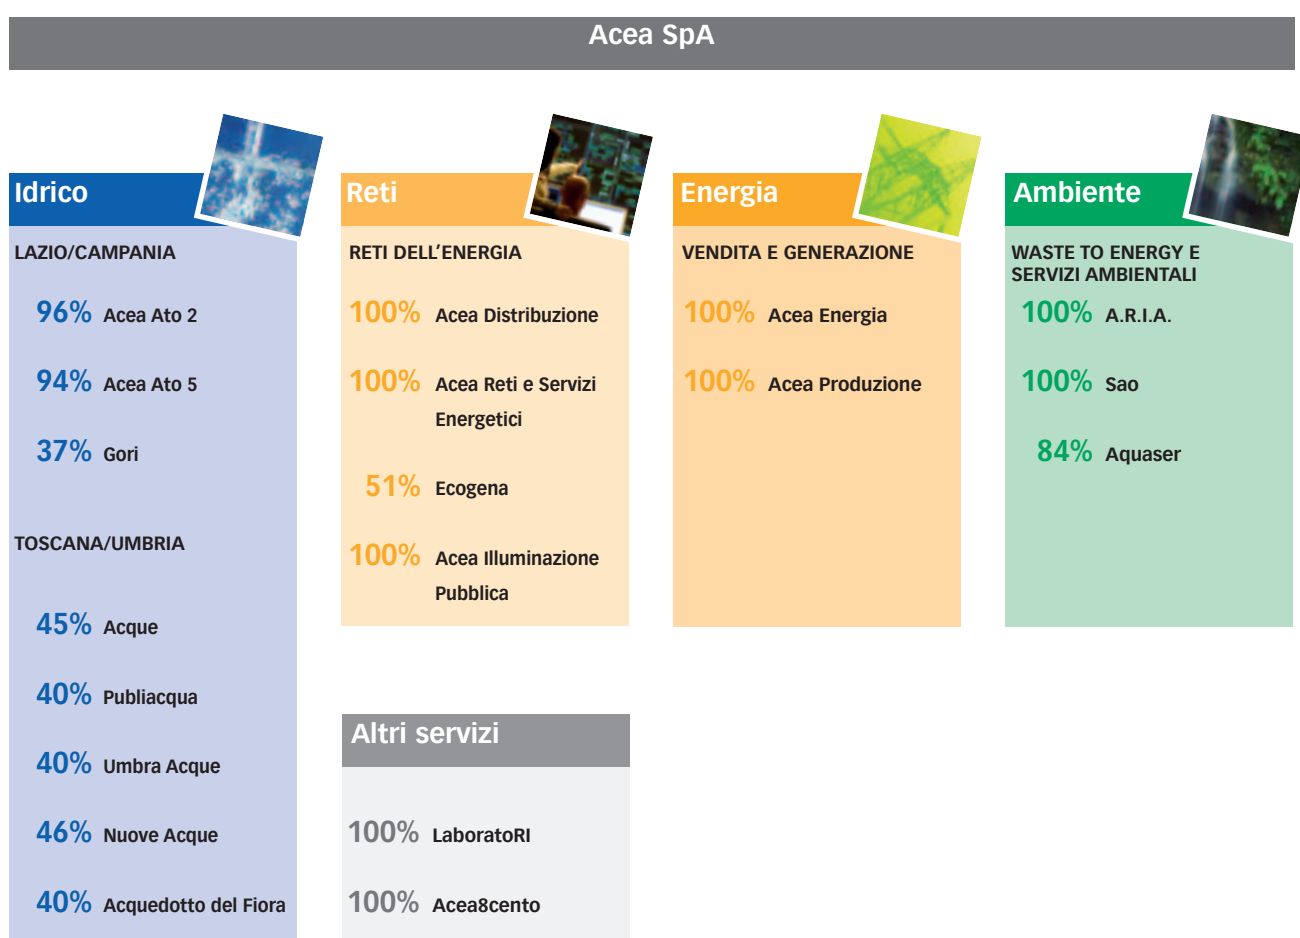 Acea SpA
Idrico
LAZIO/CAMPANIA
96% Acea Ato 2
94% Acea Ato 5
37% Gori
TOSCANA/UMBRIA
45% Acque
40% Publiacqua
40% Umbra Acque
46% Nuove Acque
40% Acquedotto del Fiora
Reti
RETI DELL'ENERGIA
100% Acea Distribuzione
100% Acea Reti e Servizi
Energetici
51% Ecogena
100% Acea Illuminazione
Pubblica
Altri servizi
100% LaboratoRI
100% Acea8cento
Energia
VENDITA E GENERAZIONE
100% Acea Energia
100% Acea Produzione
Ambiente
WASTE TO ENERGY E
SERVIZI AMBIENTALI
100% A.R.I.A.
100% Sao
84% Aquaser